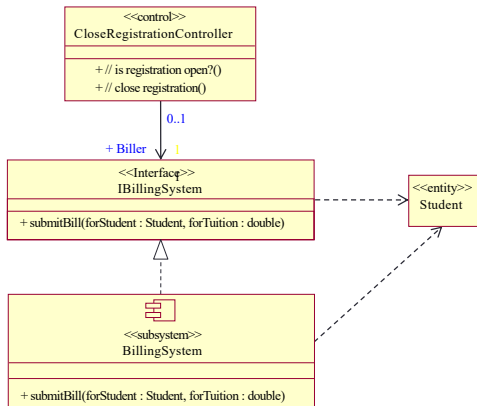 <<control>>
CloseRegistrationController
+ // is registration open?()
+ // close registration()
0..1
+ Biller 1
<<Interface>>
IBillingSystem
+ submitBill(forStudent : Student, forTuition : double)
<<entity>>
Student
<<subsystem>>
BillingSystem
+ submitBill(forStudent : Student, forTuition : double)